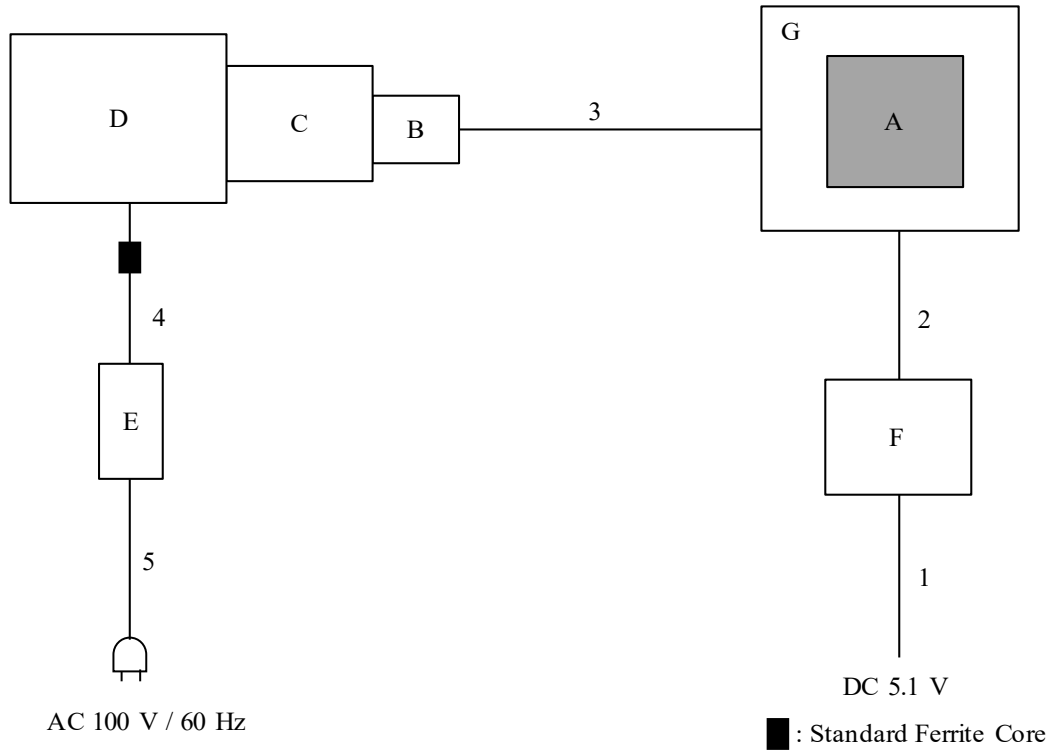 G
D
C
B
3
A
4
2
E
F
5
1
DC 5.1 V
AC 100 V / 60 Hz
: Standard Ferrite Core